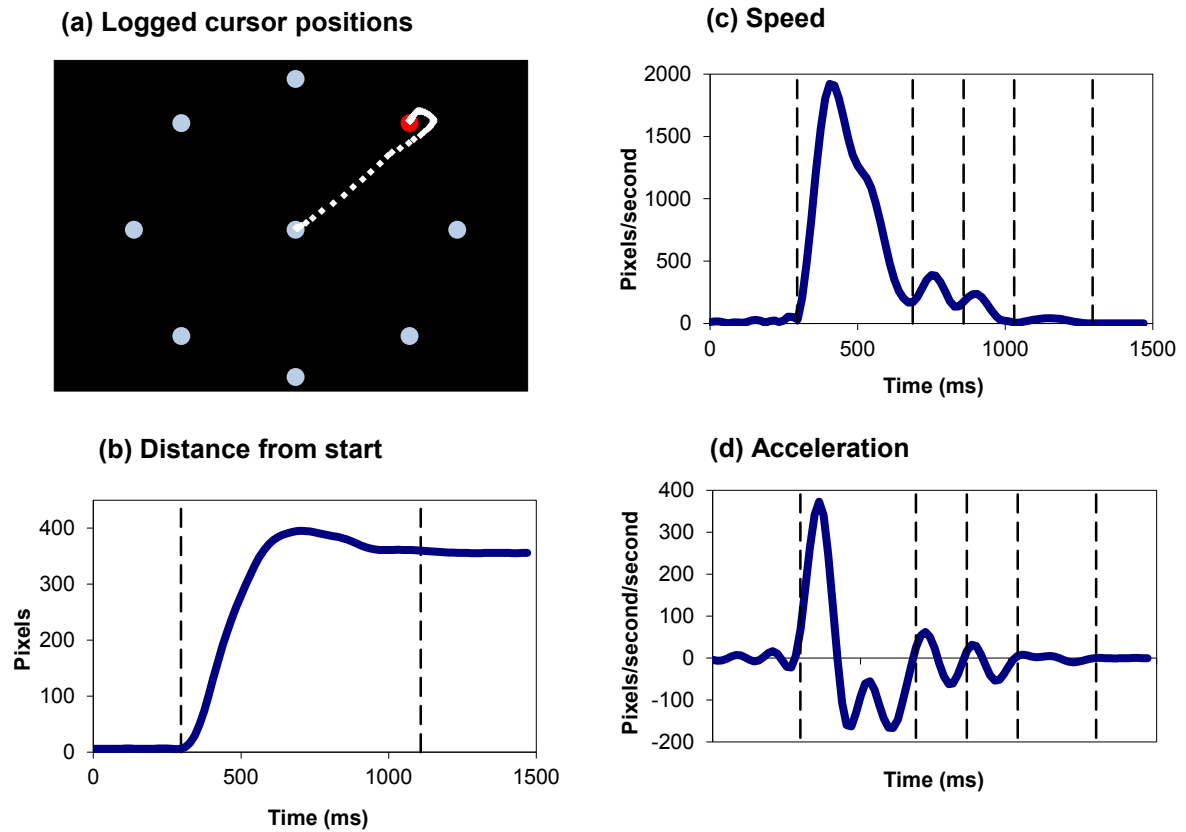 (a) Logged cursor positions
(b) Distance from start
400
300
200
100
0
Pixels
0 500 1000 1500
Time (ms)
(c) Speed
2000
1500
1000
500
0
Pixels/second
0 500 1000 1500
Time (ms)
(d) Acceleration
400
300
200
100
0
-100
-200
Pixels/second/second
Time (ms)